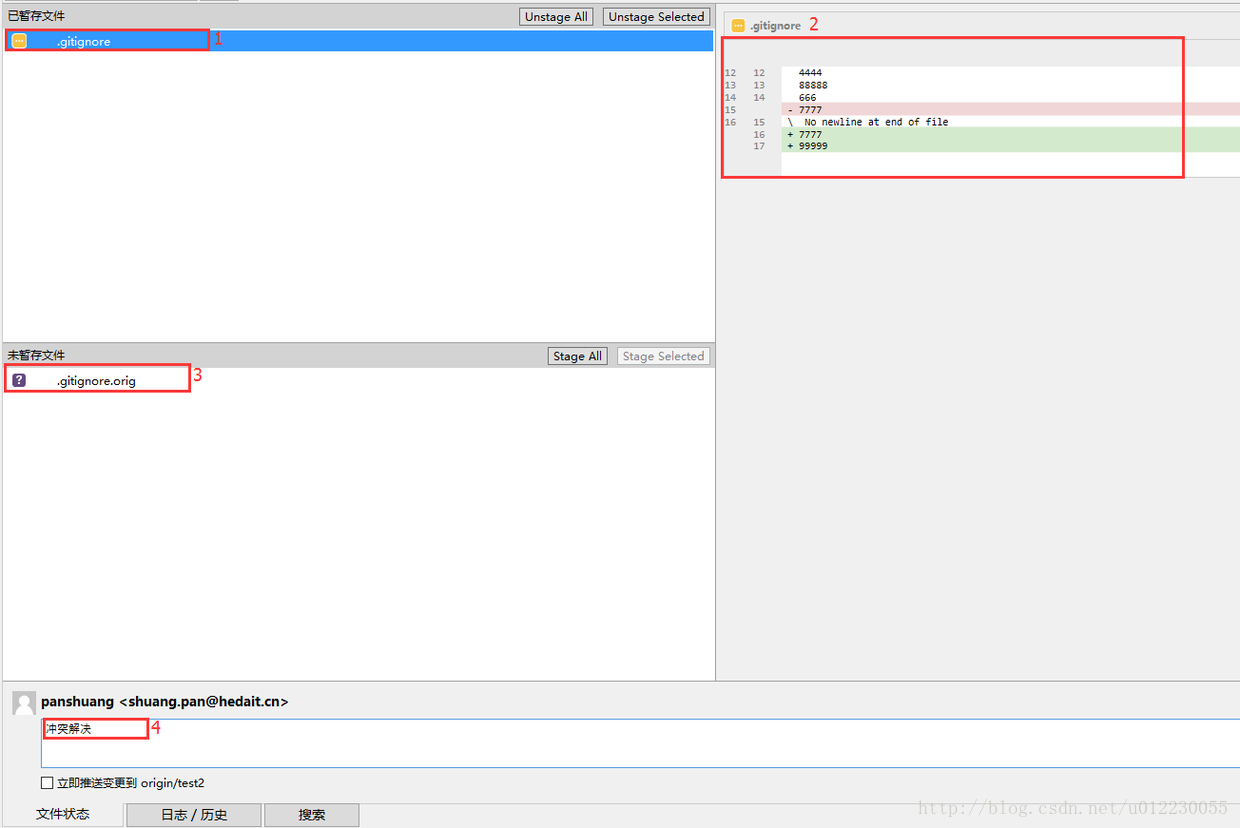 已暂存文件
Unstage All
Unstage Selected
.gitignore
1
.gitignore
2
12 12 4444
13 13 88888
14 14 666
15 - 7777
16 15 \ No newline at end of file
16 + 7777
17 + 99999
未暂存文件
Stage All
Stage Selected
?
.gitignore.orig
3
panshuang <shuang.pan@hedait.cn>
冲突解决
4
立即推送变更到 origin/test2
文件状态
日志 / 历史
搜索
http://blog.csdn.net/u012230055